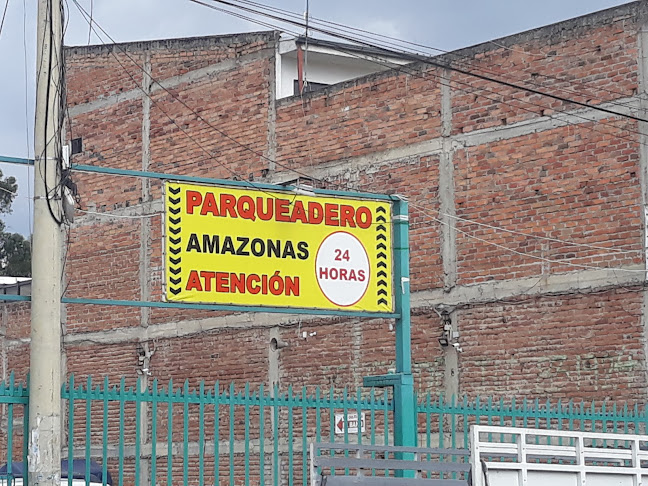 PARQUEADERO
AMAZONAS
ATENCIÓN
24
HORAS